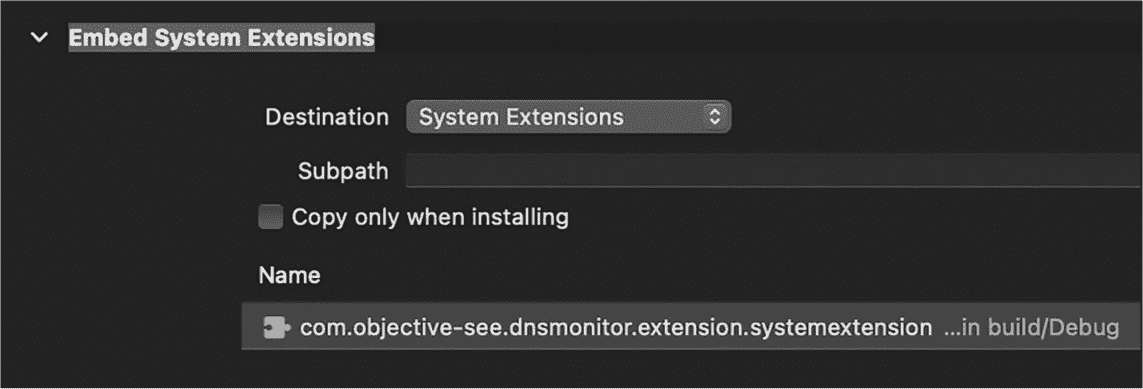 Embed System Extensions
Destination System Extensions
Subpath
Copy only when installing
Name
com.objective-see.dnsmonitor.extension.systemextension ...in build/Debug